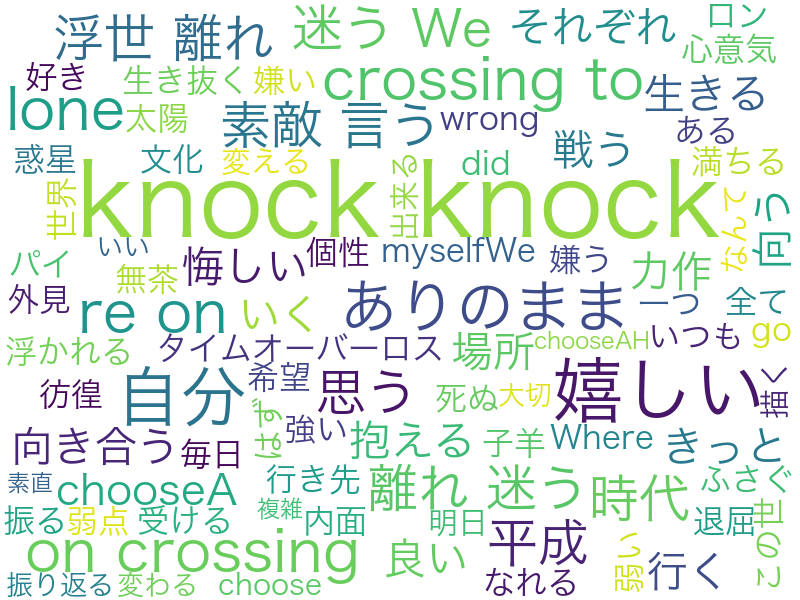 浮世 離れ
迷う We
それぞれ
ロン
心意気
好き
生き抜く
嫌い
crossing to
生きる
lone
太陽
素敵 言う
wrong
ある
惑星
文化
変える
戦う
did
満ちる
世界
knock knock
出来る
なんて
向う
パイ
いい
無茶
悔しい
個性
myselfWe
嫌う
力作
外見
re on
いく
ありのまま
一つ
全て
浮かれる
タイムオーバーロス
場所
chooseAH
いつも
go
彷徨
自分
希望
思う
死ぬ
大切
嬉しい
描く
向き合う
毎日
はず
強い
抱える
子羊
Where
きっと
素直
chooseA
行き先
離れ 迷う
時代
ふさぐ
振る
弱点
受ける
複雑
内面
明日
平成
退屈
この世
on crossing
良い
弱い
行く
振り返る
変わる
choose
なれる